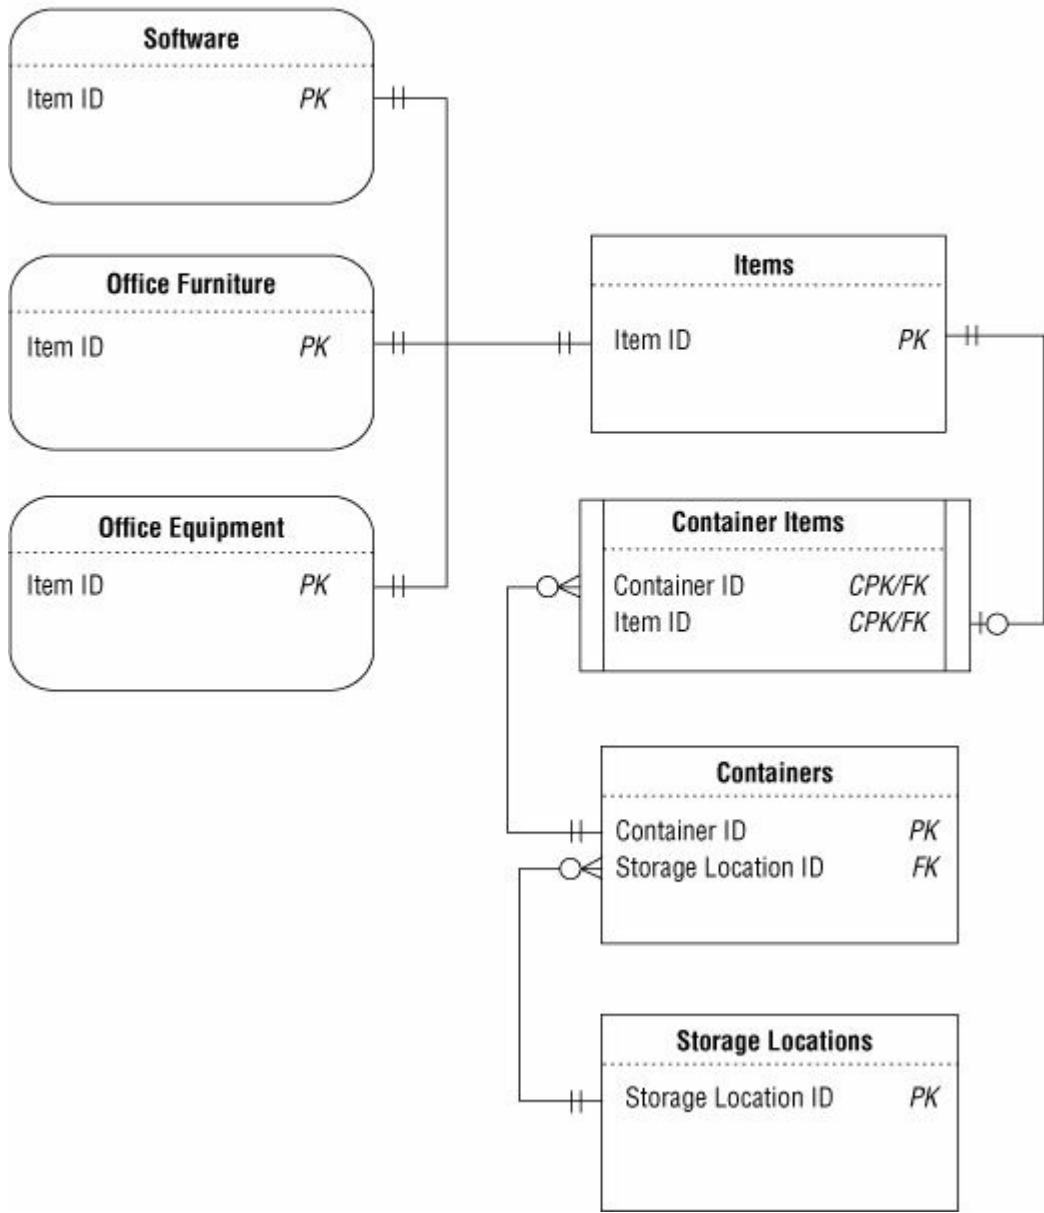 Software
Item ID PK
Office Furniture
Item ID PK
Office Equipment
Item ID PK
Items
Item ID PK
Container Items
Container ID CPK/FK
Item ID CPK/FK
Containers
Container ID PK
Storage Location ID FK
Storage Locations
Storage Location ID PK